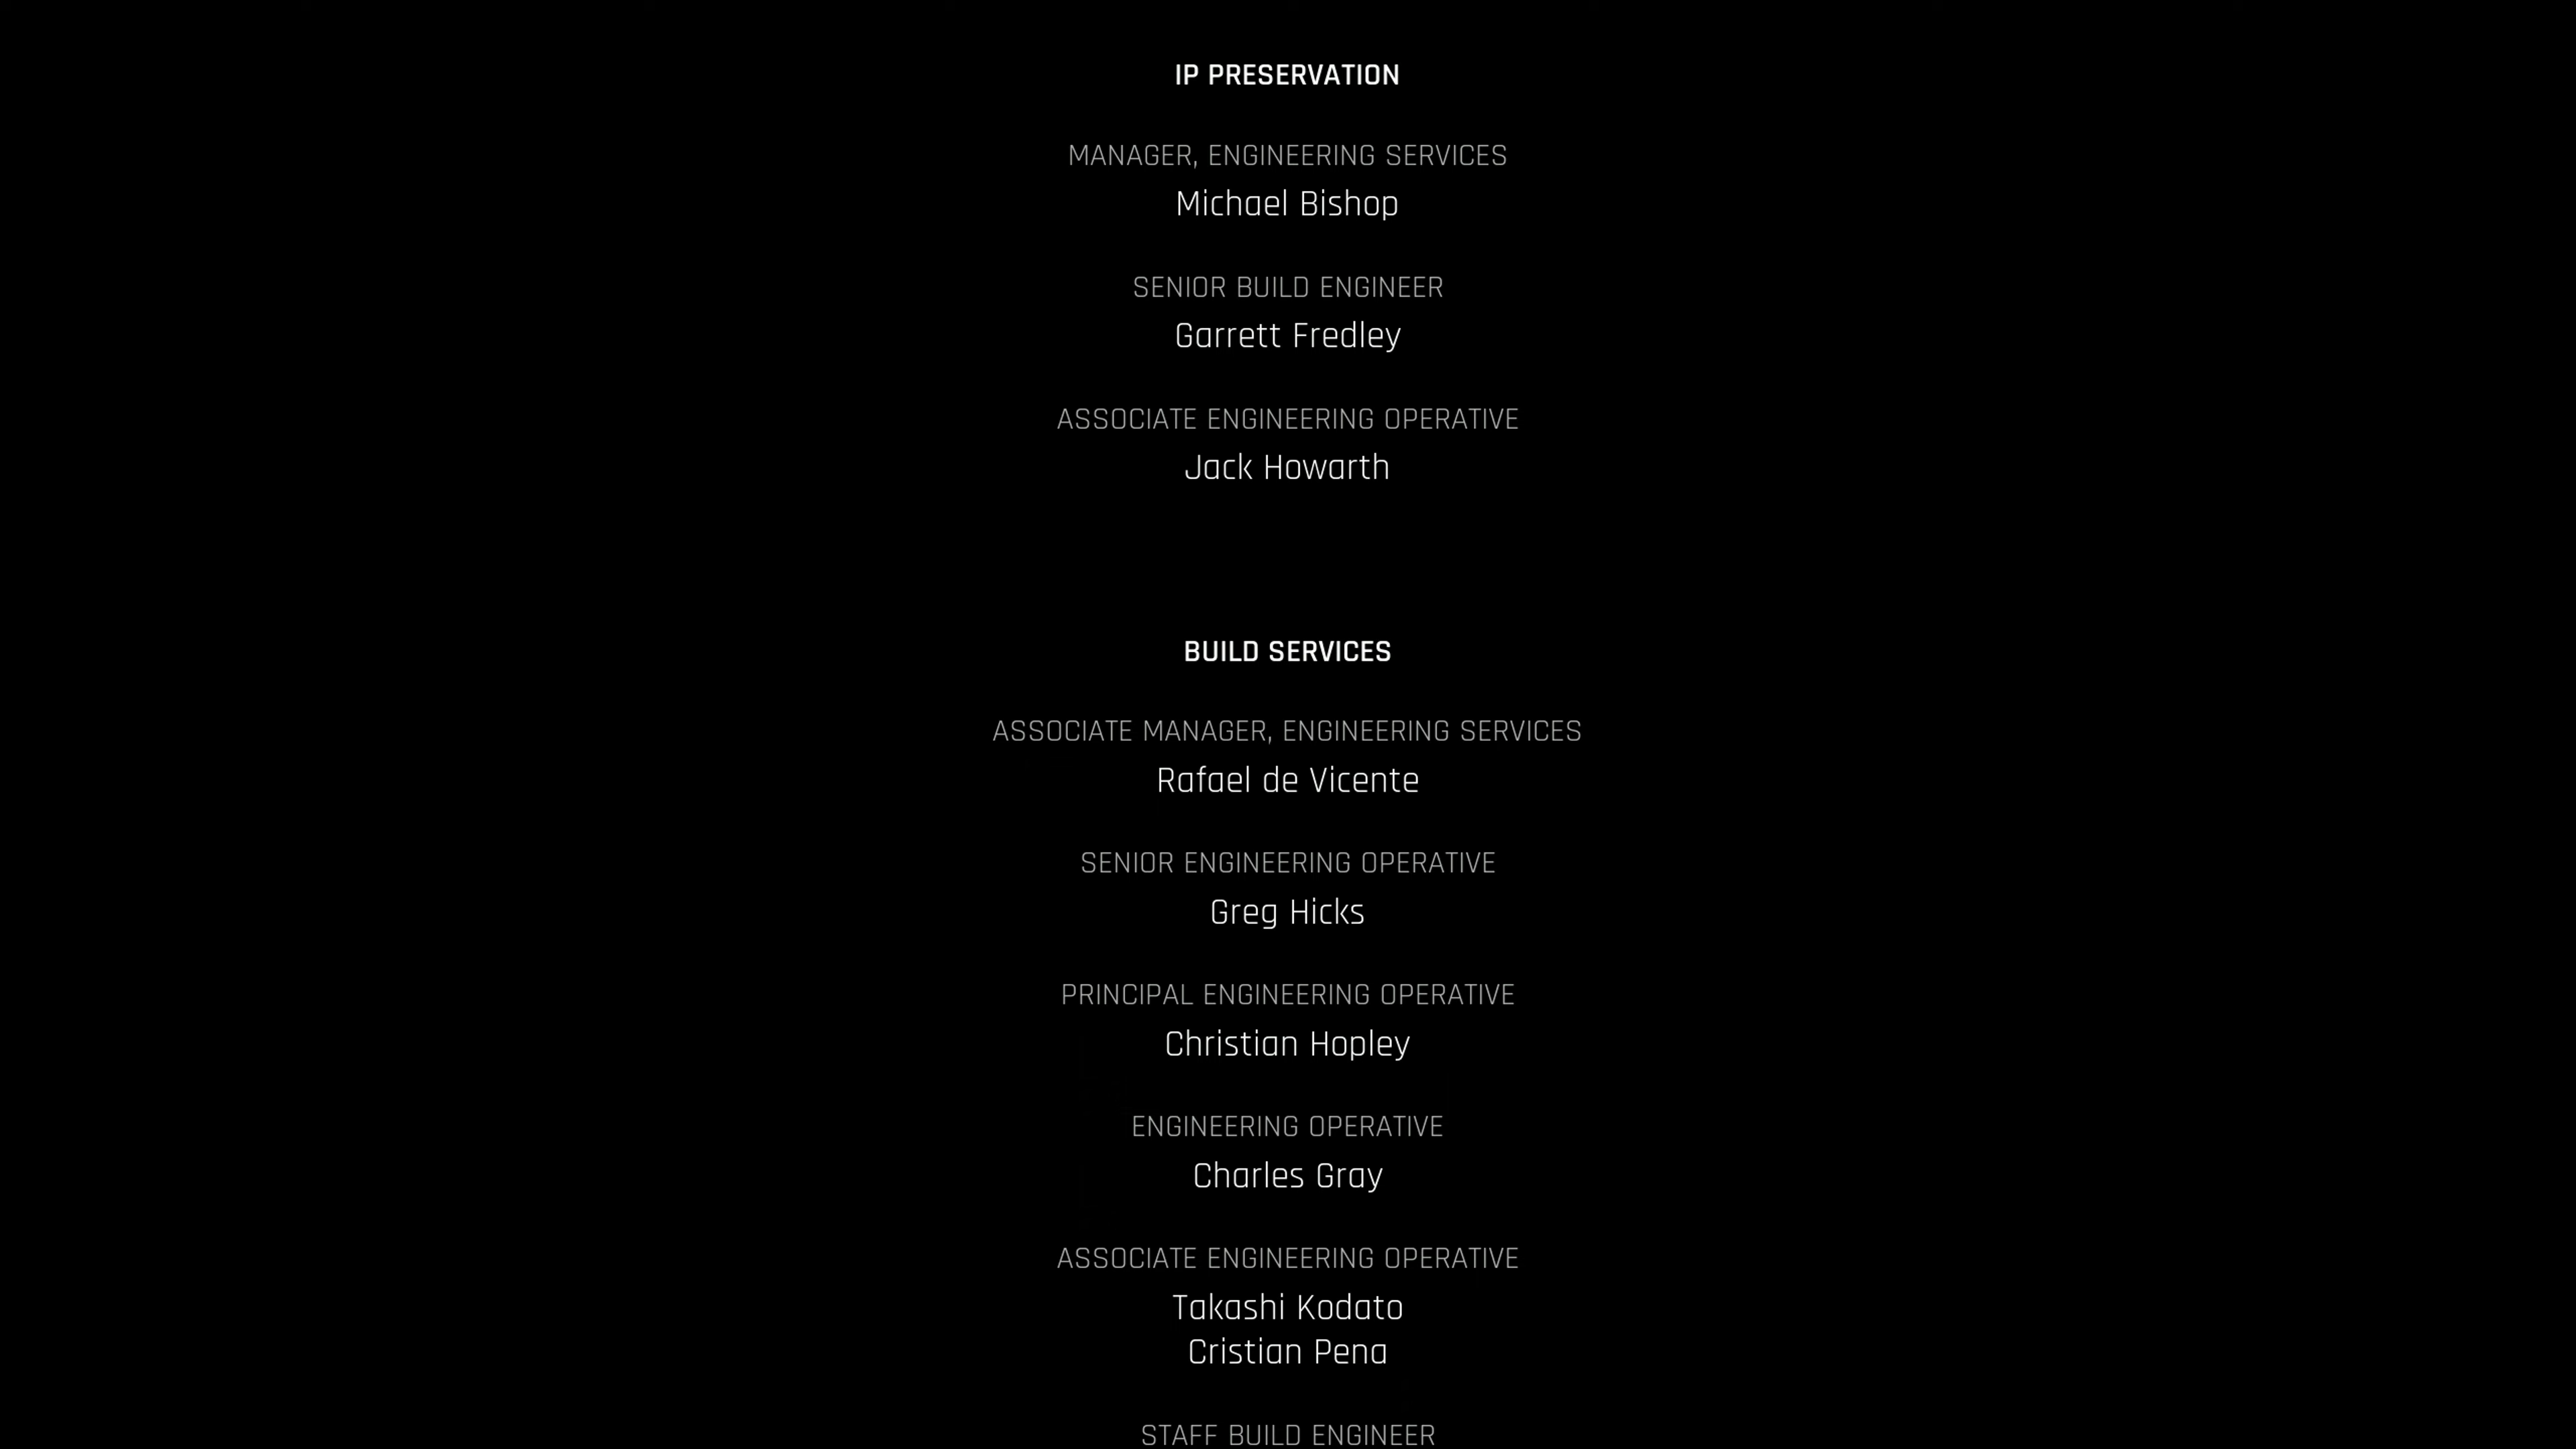 IP PRESERVATION
MANAGER, ENGINEERING SERVICES
Michael Bishop
SENIOR BUILD ENGINEER
Garrett Fredley
ASSOCIATE ENGINEERING OPERATIVE
Jack Howarth
BUILD SERVICES
ASSOCIATE MANAGER, ENGINEERING SERVICES
Rafael de Vicente
SENIOR ENGINEERING OPERATIVE
Greg Hicks
PRINCIPAL ENGINEERING OPERATIVE
Christian Hopley
ENGINEERING OPERATIVE
Charles Gray
ASSOCIATE ENGINEERING OPERATIVE
Takashi Kodato
Cristian Pena
STAFF BUILD ENGINEER